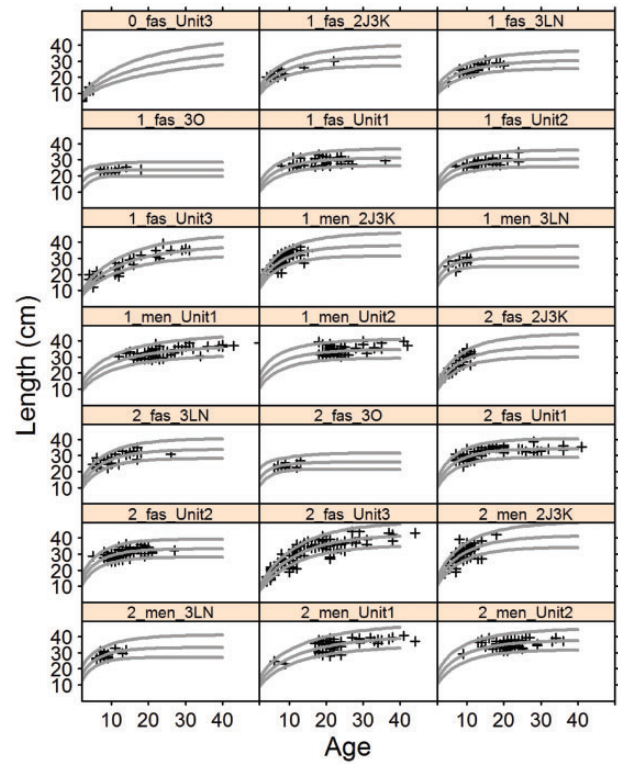 0_fas_Unit3 1_fas_2J3K 1_fas_3LN
40
30
20
10
1_fas_3O 1_fas_Unit1 1_fas_Unit2
40
30
20
10
1_fas_Unit3 1_men_2J3K 1_men_3LN
40
30
20
10
1_men_Unit1 1_men_Unit2 2_fas_2J3K
40
30
20
10
2_fas_3LN 2_fas_3O 2_fas_Unit1
40
30
20
10
2_fas_Unit2 2_fas_Unit3 2_men_2J3K
40
30
20
10
2_men_3LN 2_men_Unit1 2_men_Unit2
40
30
20
10
Length (cm)
10 20 30 40 10 20 30 40 10 20 30 40
Age